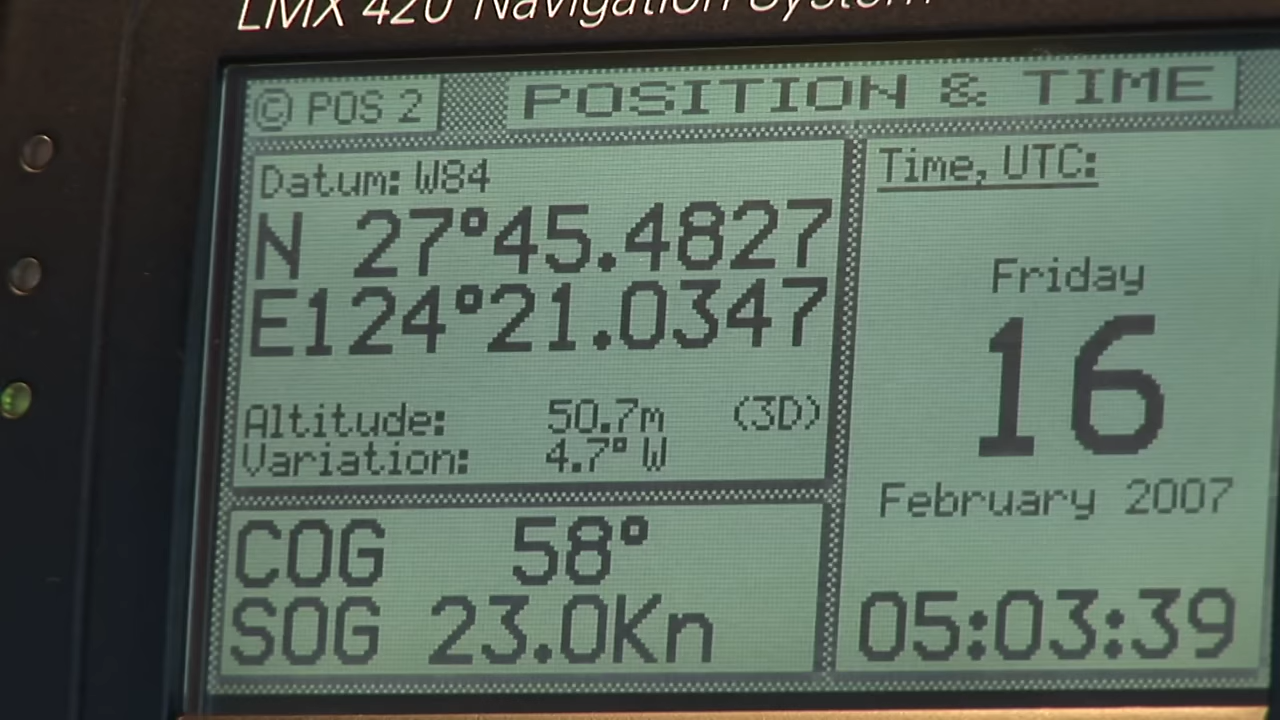 LMX 420 Navigation System
© POS 2
POSITION & TIME
Datum: W84
N 27°45.4827
E124°21.0347
Altitude: 50.7m (3D)
Variation: 4.7° W
COG 58°
SOG 23.0Kn
Time, UTC:
Friday
16
February 2007
05:03:39